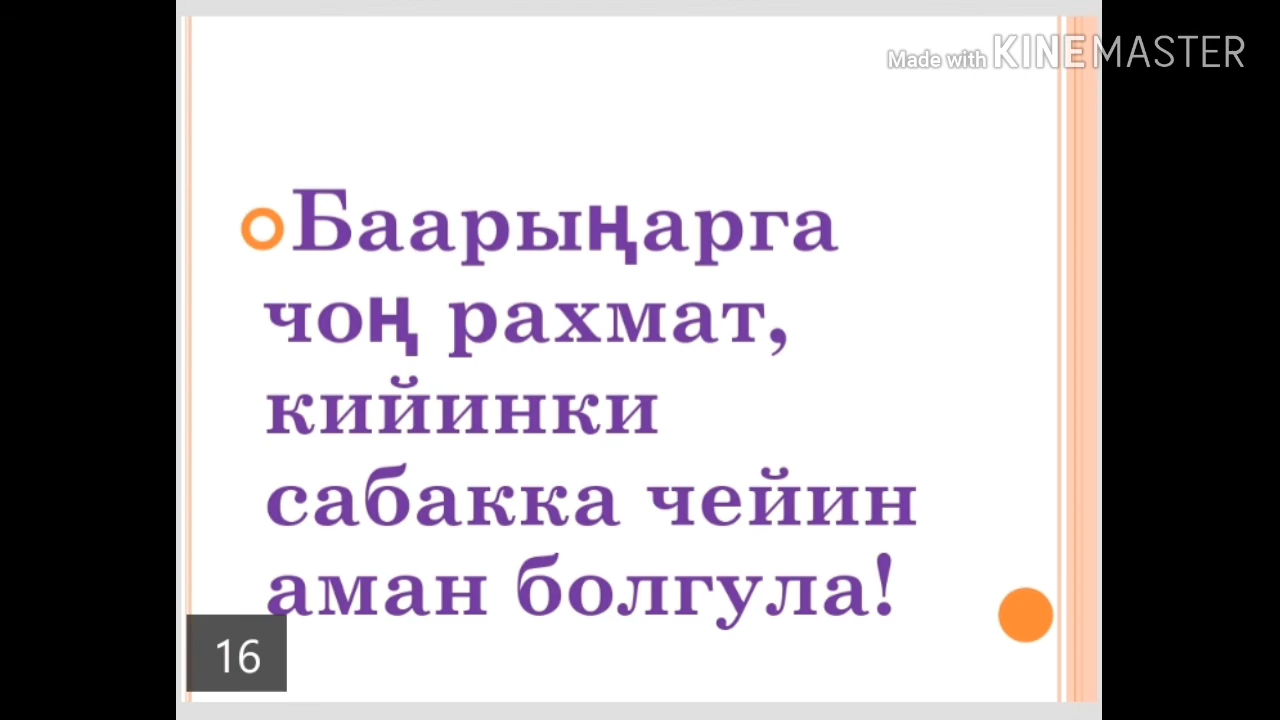 Made with KINEMASTER
Баарыңарга
чоң рахмат,
кийинки
сабакка чейин
аман болгула!
16